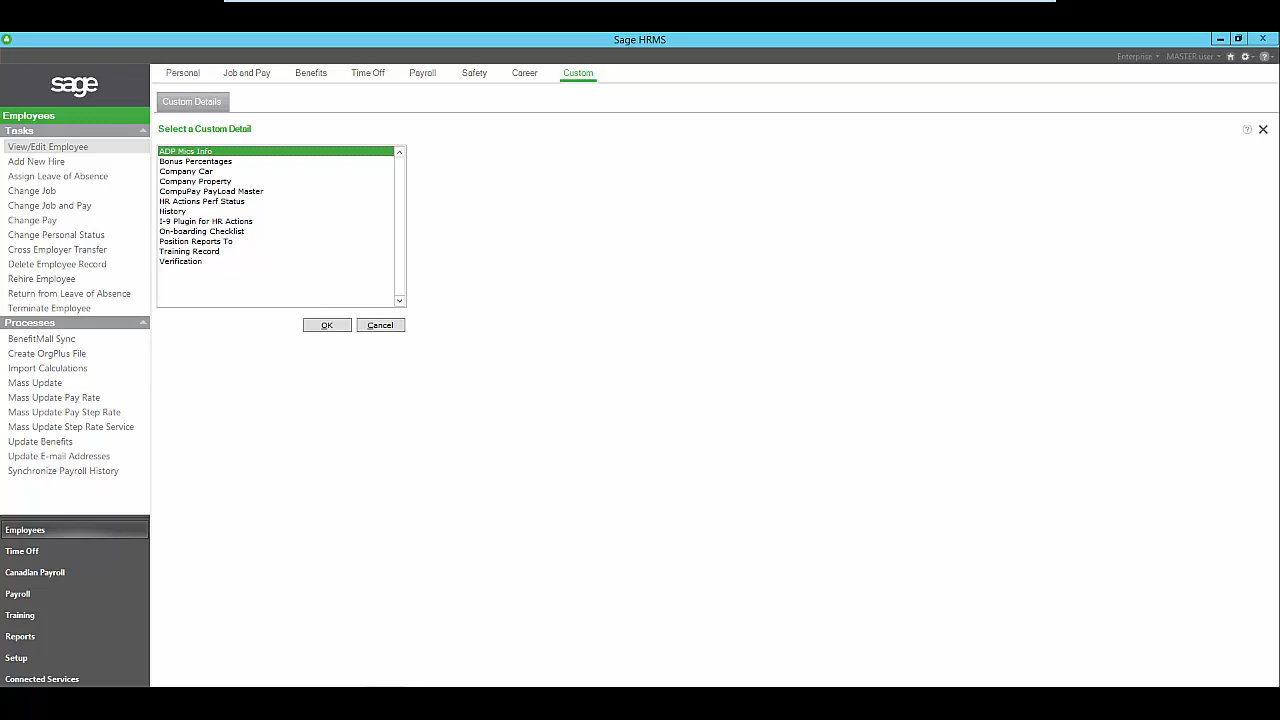 Sage HRMS
Enterprise MASTER user
sage
Personal Job and Pay Benefits Time Off Payroll Safety Career Custom
Custom Details
Select a Custom Detail
ADP Mics Info
Bonus Percentages
Company Car
Company Property
CompuPay PayLoad Master
HR Actions Perf Status
History
I-9 Plugin for HR Actions
On-boarding Checklist
Position Reports To
Training Record
Verification
OK Cancel
Employees
Tasks
View/Edit Employee
Add New Hire
Assign Leave of Absence
Change Job
Change Job and Pay
Change Pay
Change Personal Status
Cross Employer Transfer
Delete Employee Record
Rehire Employee
Return from Leave of Absence
Terminate Employee
Processes
BenefitMall Sync
Create OrgPlus File
Import Calculations
Mass Update
Mass Update Pay Rate
Mass Update Pay Step Rate
Mass Update Step Rate Service
Update Benefits
Update E-mail Addresses
Synchronize Payroll History
Employees
Time Off
Canadian Payroll
Payroll
Training
Reports
Setup
Connected Services